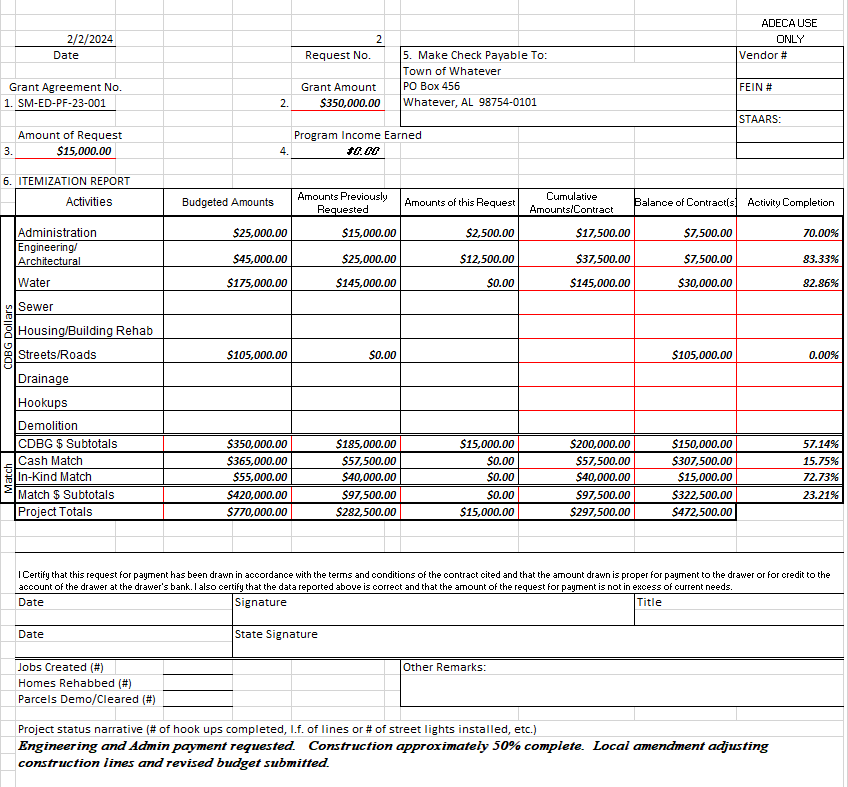 ADECA USE
2/2/2024 2 ONLY
Date Request No. 5. Make Check Payable To: Vendor #
Town of Whatever
Grant Agreement No. Grant Amount PO Box 456 FEIN #
1. SM-ED-PF-23-001 2. $350,000.00 Whatever, AL 98754-0101
STAARS:
Amount of Request Program Income Earned
3. $15,000.00 4. $0.00
6. ITEMIZATION REPORT
Activities Budgeted Amounts Amounts Previously Requested Amounts of this Request Cumulative Amounts/Contract Balance of Contract(s) Activity Completion
CDBG Dollars
Administration $25,000.00 $15,000.00 $2,500.00 $17,500.00 $7,500.00 70.00%
Engineering/
Architectural $45,000.00 $25,000.00 $12,500.00 $37,500.00 $7,500.00 83.33%
Water $175,000.00 $145,000.00 $0.00 $145,000.00 $30,000.00 82.86%
Sewer
Housing/Building Rehab
Streets/Roads $105,000.00 $0.00 $105,000.00 0.00%
Drainage
Hookups
Demolition
CDBG $ Subtotals $350,000.00 $185,000.00 $15,000.00 $200,000.00 $150,000.00 57.14%
Match
Cash Match $365,000.00 $57,500.00 $0.00 $57,500.00 $307,500.00 15.75%
In-Kind Match $55,000.00 $40,000.00 $0.00 $40,000.00 $15,000.00 72.73%
Match $ Subtotals $420,000.00 $97,500.00 $0.00 $97,500.00 $322,500.00 23.21%
Project Totals $770,000.00 $282,500.00 $15,000.00 $297,500.00 $472,500.00
I Certify that this request for payment has been drawn in accordance with the terms and conditions of the contract cited and that the amount drawn is proper for payment to the drawer or for credit to the
account of the drawer at the drawer's bank. I also certify that the data reported above is correct and that the amount of the request for payment is not in excess of current needs.
Date Signature Title
Date State Signature
Jobs Created (#) Other Remarks:
Homes Rehabbed (#)
Parcels Demo/Cleared (#)
Project status narrative (# of hook ups completed, l.f. of lines or # of street lights installed, etc.)
Engineering and Admin payment requested. Construction approximately 50% complete. Local amendment adjusting
construction lines and revised budget submitted.